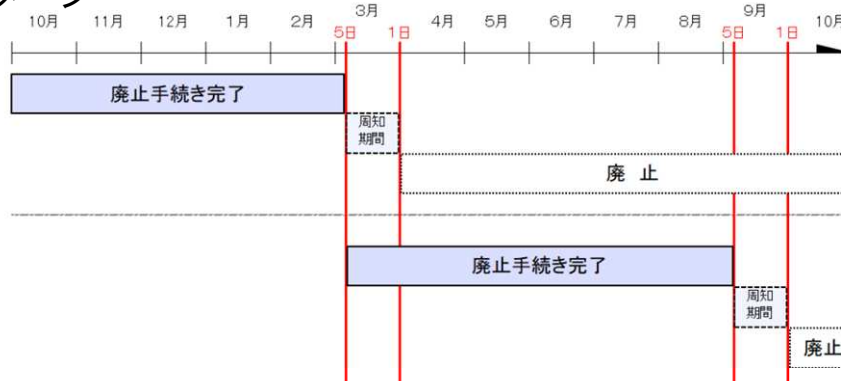 10月 11月 12月 1月 2月 3月 4月 5月 6月 7月 8月 9月 10月
5日 1日 5日 1日
廃止手続き完了
周知
期間
廃 止
廃止手続き完了
周知
期間
廃止